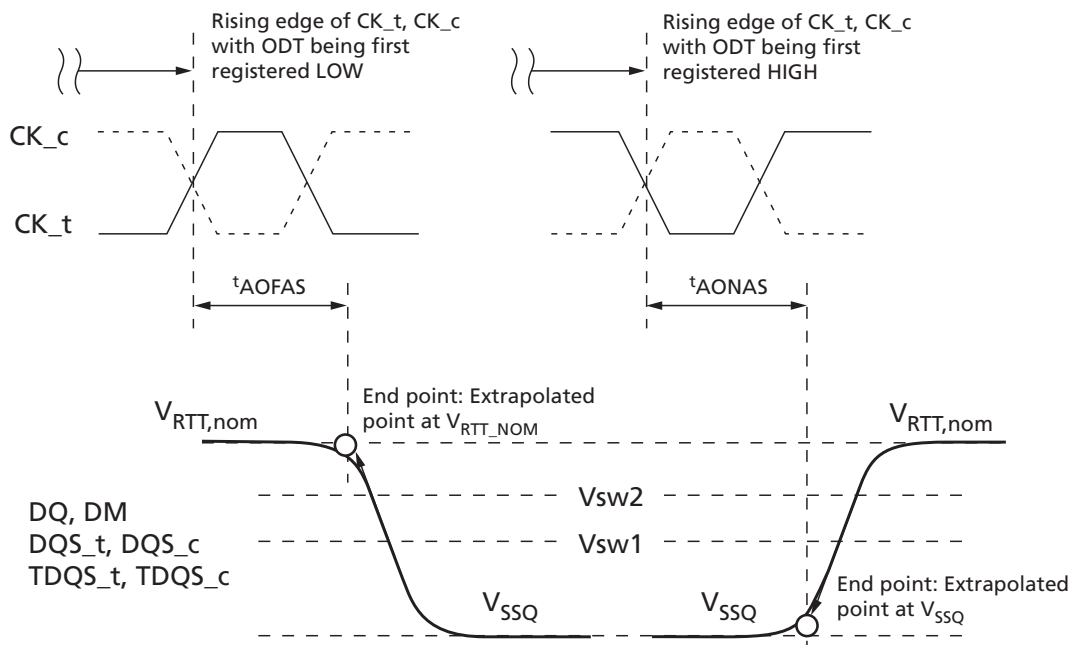 Rising edge of CK_t, CK_c
with ODT being first
registered LOW
Rising edge of CK_t, CK_c
with ODT being first
registered HIGH
CK_c
CK_t
tAOFAS
tAONAS
End point: Extrapolated
point at VRTT_NOM
VRTT,nom
VRTT,nom
Vsw2
DQ, DM
DQS_t, DQS_c
TDQS_t, TDQS_c
Vsw1
VSSQ
VSSQ
End point: Extrapolated
point at VSSQ